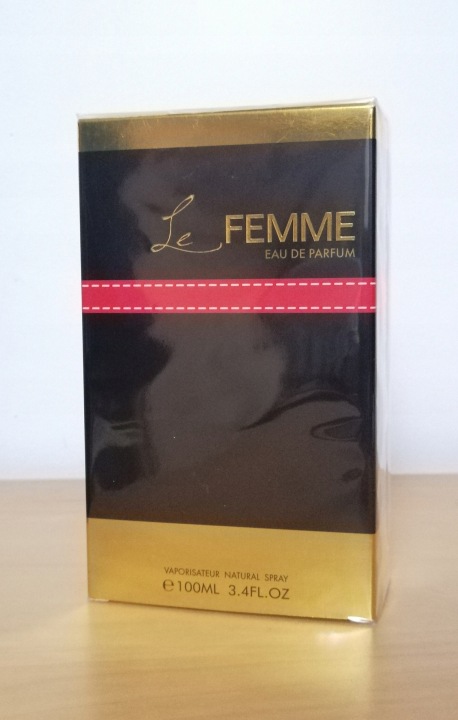 Le FEMME
EAU DE PARFUM
VAPORISATEUR NATURAL SPRAY
℮100ML 3.4FL.OZ